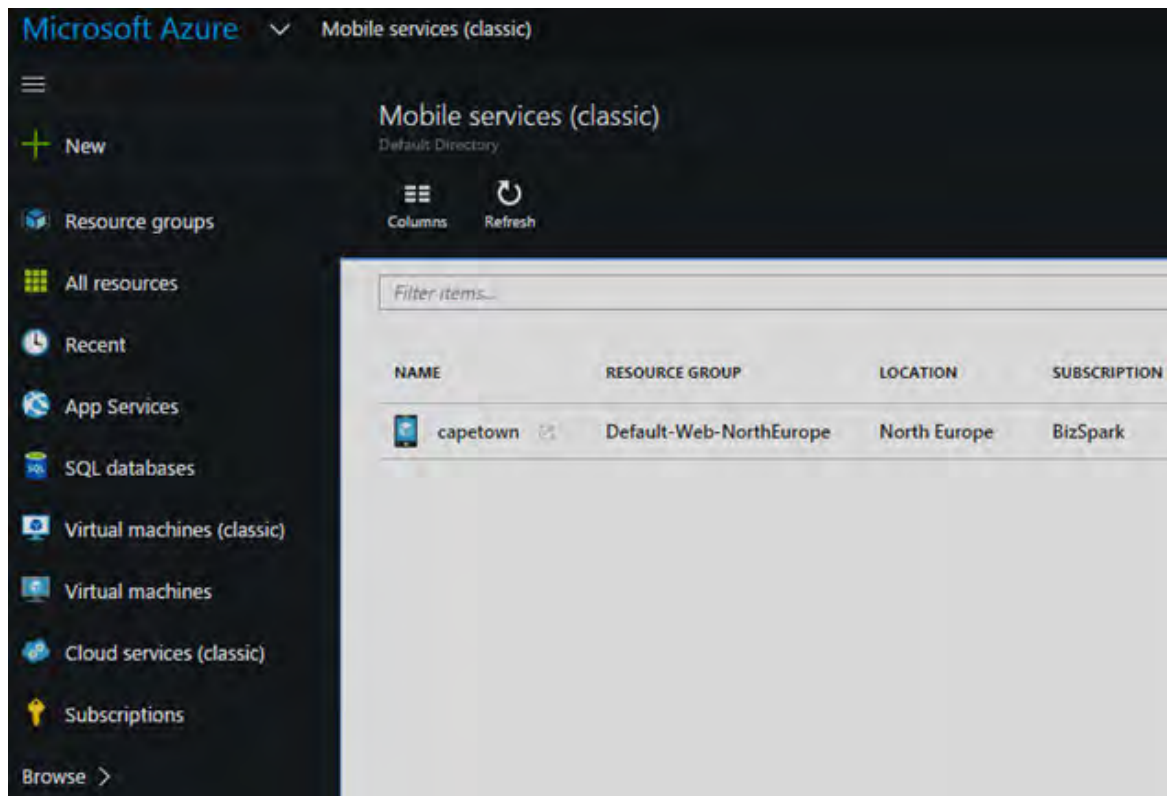 Microsoft Azure Mobile services (classic)
Mobile services (classic)
Default Directory
Columns Refresh
New
Resource groups
All resources
Recent
App Services
SQL databases
Virtual machines (classic)
Virtual machines
Cloud services (classic)
Subscriptions
Browse
Filter items...
NAME RESOURCE GROUP LOCATION SUBSCRIPTION
capetown Default-Web-NorthEurope North Europe BizSpark